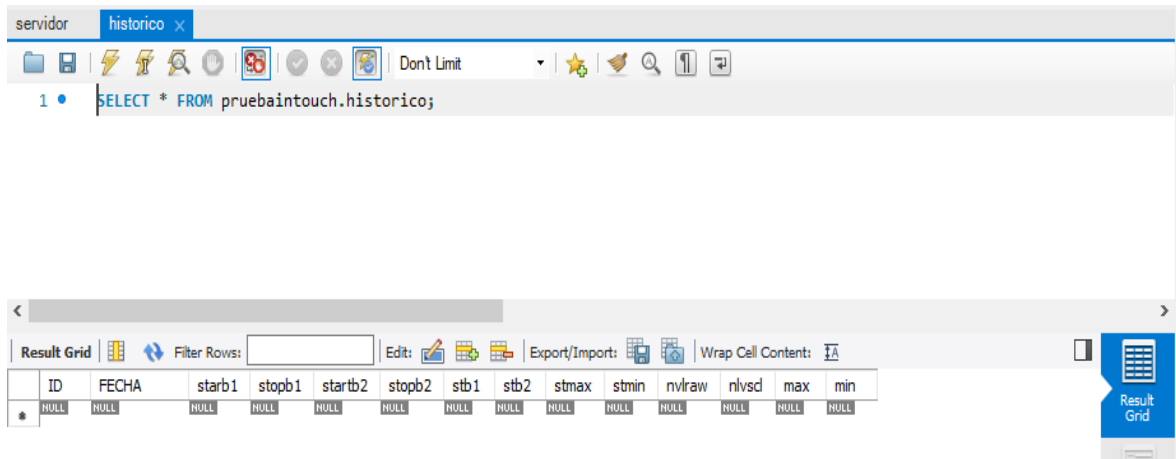 servidor historico ×
Don't Limit
1 SELECT * FROM pruebaintouch.historico;
Result Grid Filter Rows: Edit: Export/Import: Wrap Cell Content: IA
ID FECHA starb1 stopb1 startb2 stopb2 stb1 stb2 stmax stmin nvlraw nlvscl max min
* NULL NULL NULL NULL NULL NULL NULL NULL NULL NULL NULL NULL NULL NULL
Result
Grid